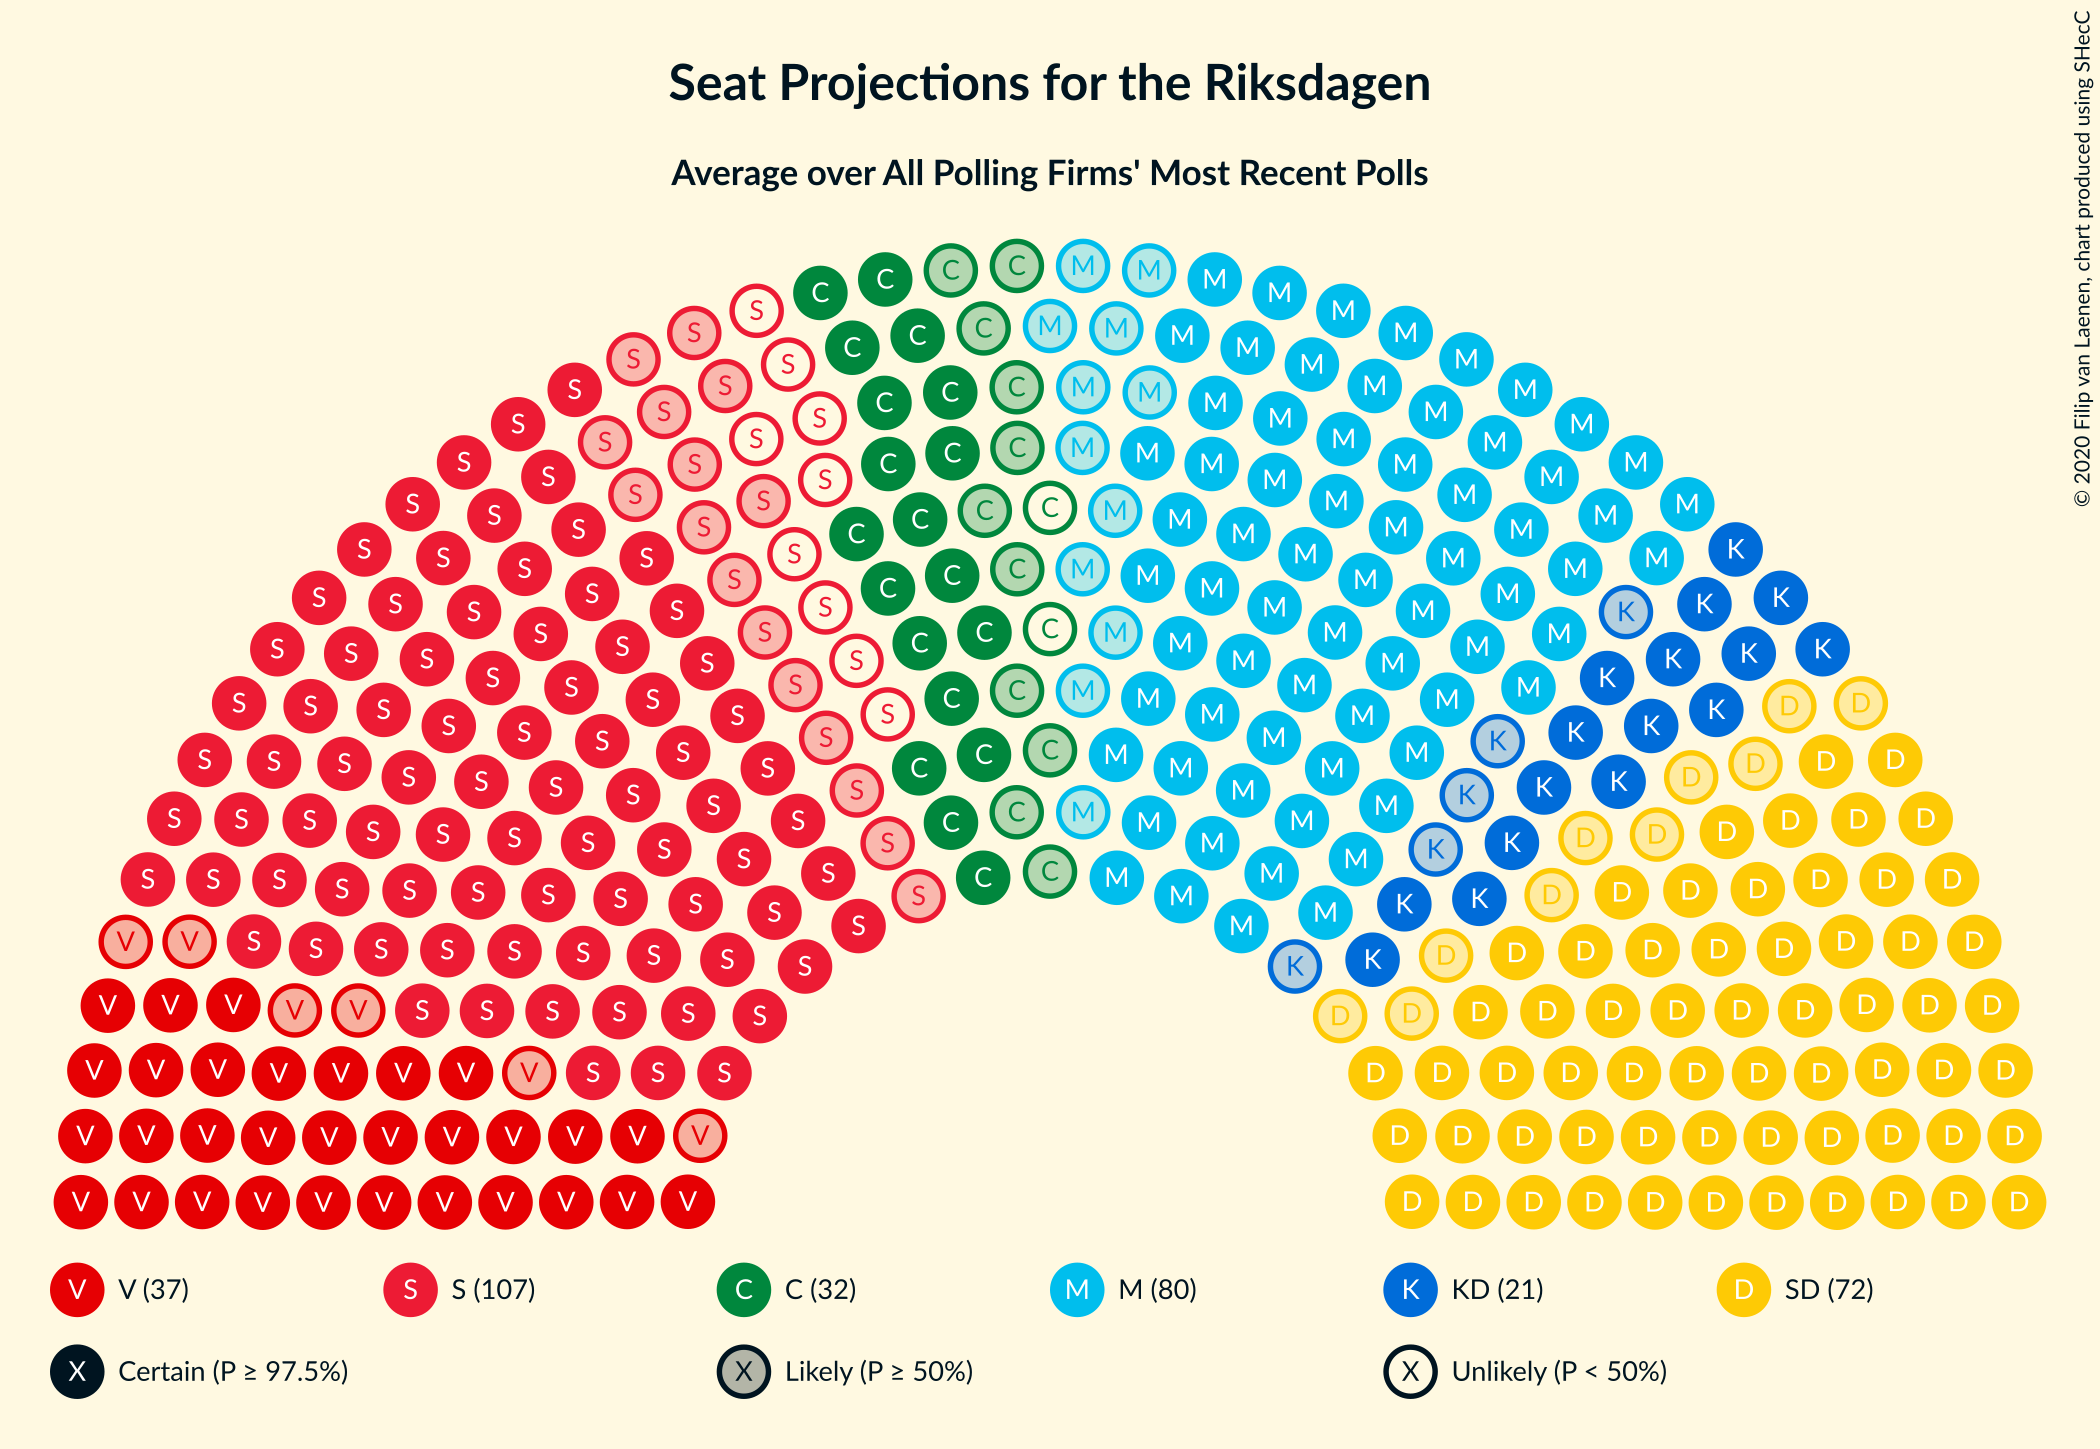 Seat Projections for the Riksdagen
Average over All Polling Firms' Most Recent Polls
© 2020 Filip van Laenen, chart produced using SHecC
V V (37) S S (107) C C (32) M M (80) K KD (21) D SD (72)
X Certain (P ≥ 97.5%) X Likely (P ≥ 50%) X Unlikely (P < 50%)